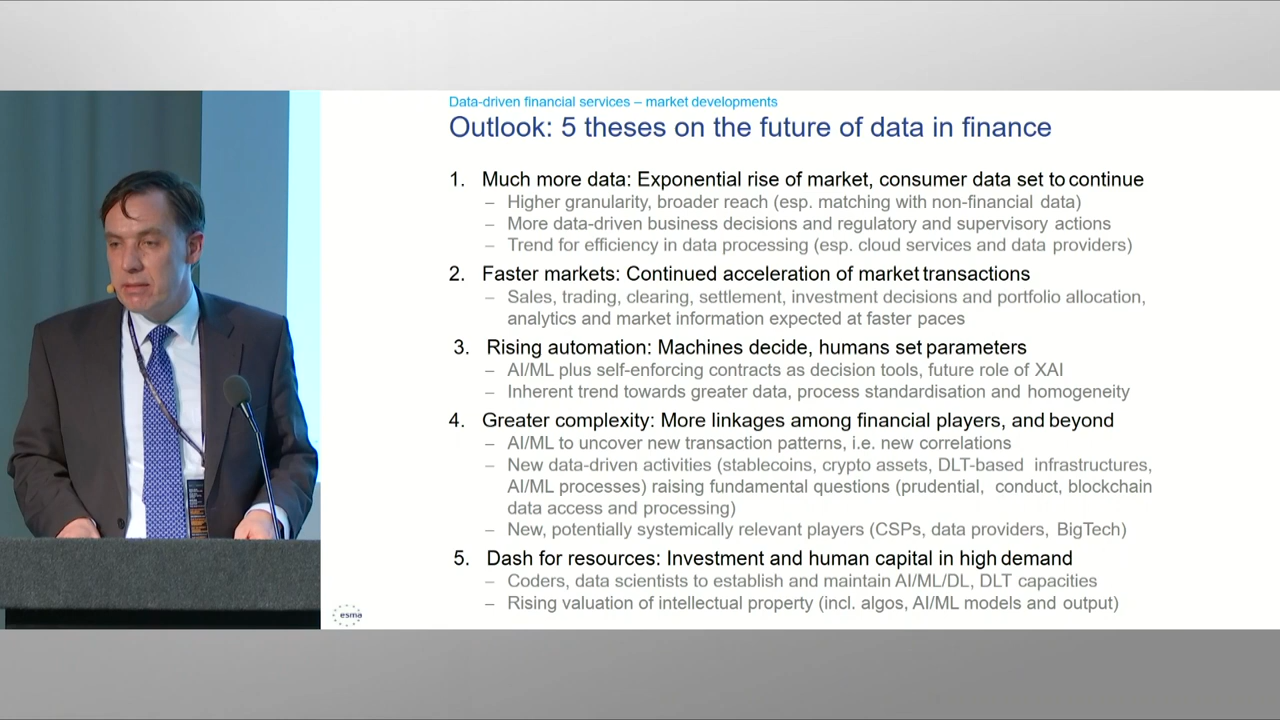 Data-driven financial services – market developments
Outlook: 5 theses on the future of data in finance
1. Much more data: Exponential rise of market, consumer data set to continue
– Higher granularity, broader reach (esp. matching with non-financial data)
– More data-driven business decisions and regulatory and supervisory actions
– Trend for efficiency in data processing (esp. cloud services and data providers)
2. Faster markets: Continued acceleration of market transactions
– Sales, trading, clearing, settlement, investment decisions and portfolio allocation,
analytics and market information expected at faster paces
3. Rising automation: Machines decide, humans set parameters
– AI/ML plus self-enforcing contracts as decision tools, future role of XAI
– Inherent trend towards greater data, process standardisation and homogeneity
4. Greater complexity: More linkages among financial players, and beyond
– AI/ML to uncover new transaction patterns, i.e. new correlations
– New data-driven activities (stablecoins, crypto assets, DLT-based infrastructures,
AI/ML processes) raising fundamental questions (prudential, conduct, blockchain
data access and processing)
– New, potentially systemically relevant players (CSPs, data providers, BigTech)
5. Dash for resources: Investment and human capital in high demand
– Coders, data scientists to establish and maintain AI/ML/DL, DLT capacities
– Rising valuation of intellectual property (incl. algos, AI/ML models and output)
esma